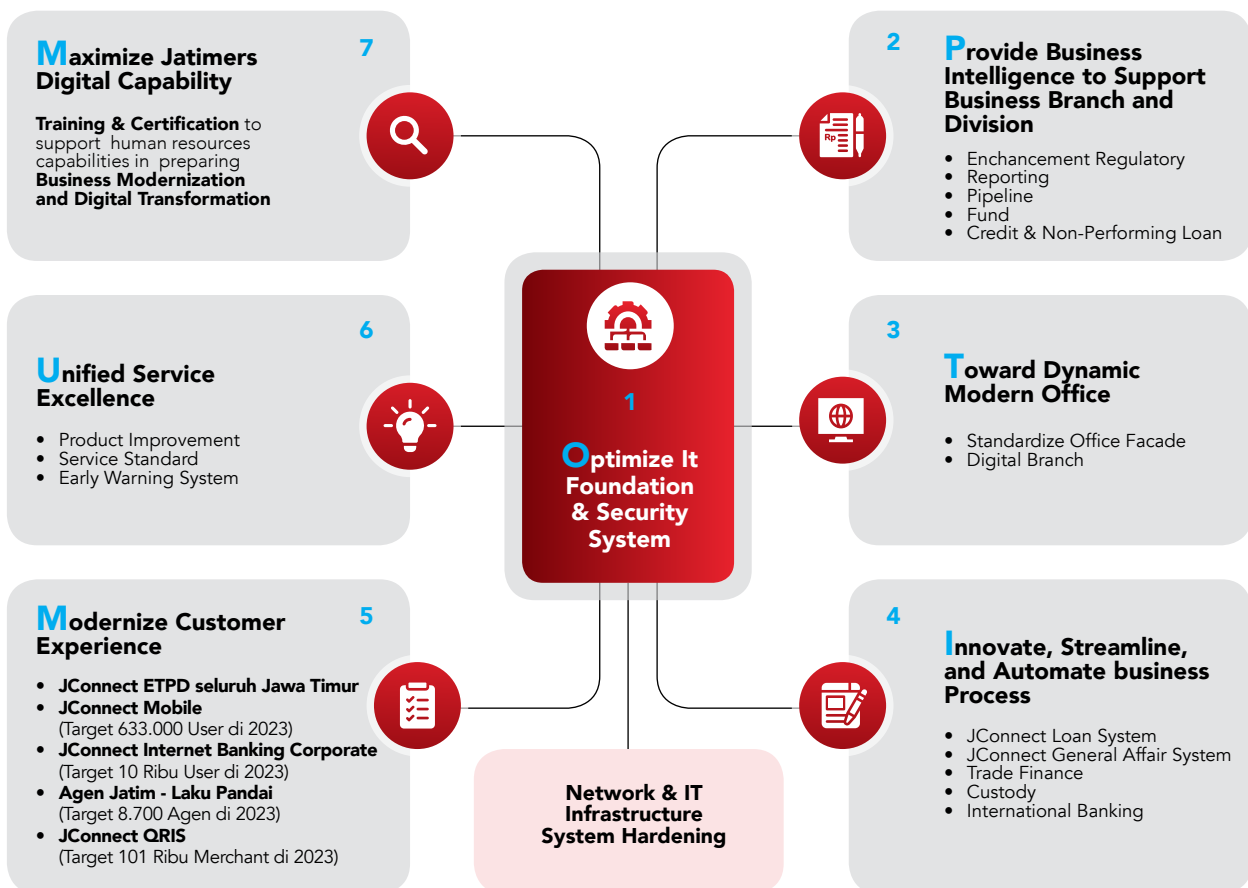 7
Maximize Jatimers
Digital Capability
Training & Certification to
support human resources
capabilities in preparing
Business Modernization
and Digital Transformation
2
Provide Business
Intelligence to Support
Business Branch and
Division
• Enchancement Regulatory
• Reporting
• Pipeline
• Fund
• Credit & Non-Performing Loan
Rp
6
Unified Service
Excellence
• Product Improvement
• Service Standard
• Early Warning System
1
Optimize It
Foundation
& Security
System
3
Toward Dynamic
Modern Office
• Standardize Office Facade
• Digital Branch
5
Modernize Customer
Experience
• JConnect ETPD seluruh Jawa Timur
• JConnect Mobile
(Target 633.000 User di 2023)
• JConnect Internet Banking Corporate
(Target 10 Ribu User di 2023)
• Agen Jatim - Laku Pandai
(Target 8.700 Agen di 2023)
• JConnect QRIS
(Target 101 Ribu Merchant di 2023)
Network & IT
Infrastructure
System Hardening
4
Innovate, Streamline,
and Automate business
Process
• JConnect Loan System
• JConnect General Affair System
• Trade Finance
• Custody
• International Banking